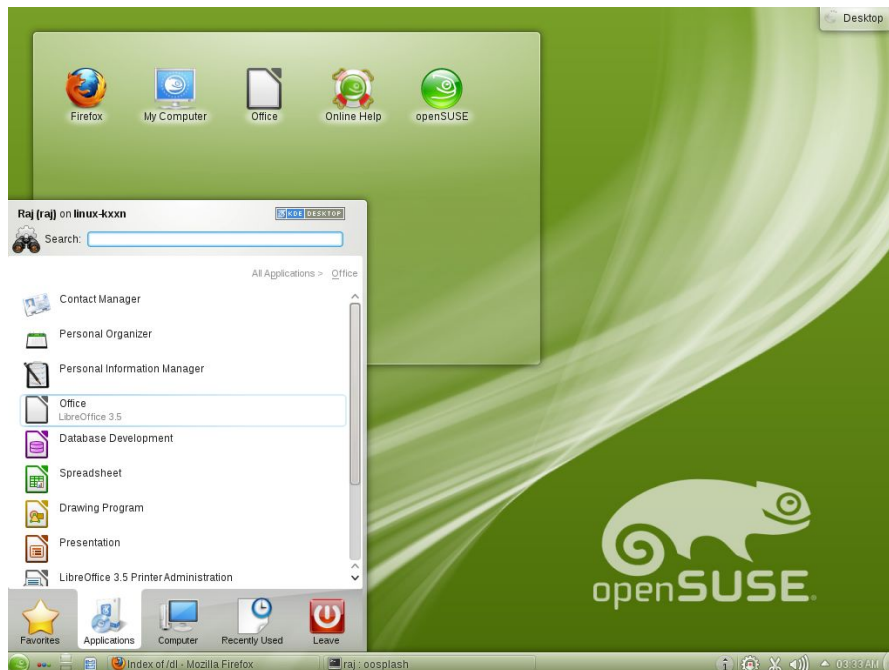 Desktop
Firefox
My Computer
Office
Online Help
openSUSE
Raj (raj) on linux-kxxn
KDE DESKTOP
Search:
All Applications > Office
Contact Manager
Personal Organizer
Personal Information Manager
Office
LibreOffice 3.5
Database Development
Spreadsheet
Drawing Program
Presentation
LibreOffice 3.5 Printer Administration
Favorites
Applications
Computer
Recently Used
Leave
openSUSE.
Index of /dl - Mozilla Firefox
raj : oosplash
03:33 AM